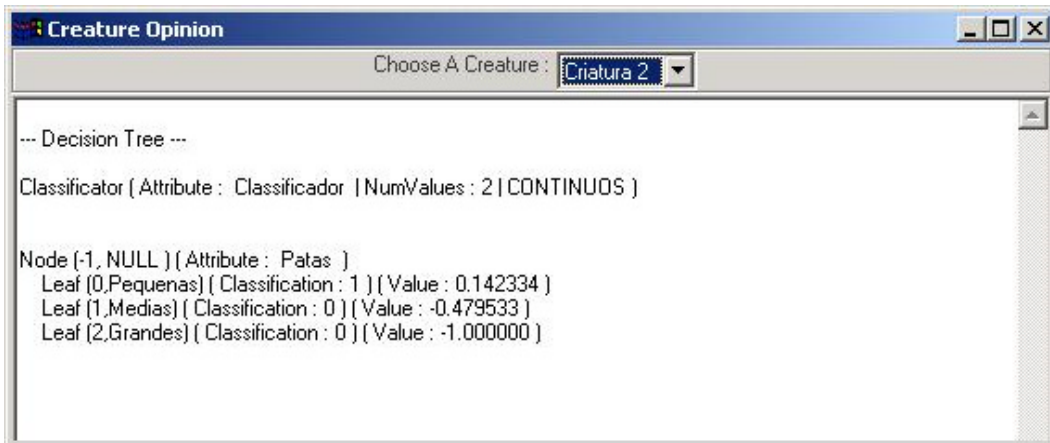 Creature Opinion
Choose A Creature : Criatura 2
--- Decision Tree ---
Classificator ( Attribute : Classificador | NumValues : 2 | CONTINUOS )
Node (-1, NULL ) ( Attribute : Patas )
Leaf (0,Pequenas) ( Classification : 1 ) ( Value : 0.142334 )
Leaf (1,Medias) ( Classification : 0 ) ( Value : -0.479533 )
Leaf (2,Grandes) ( Classification : 0 ) ( Value : -1.000000 )